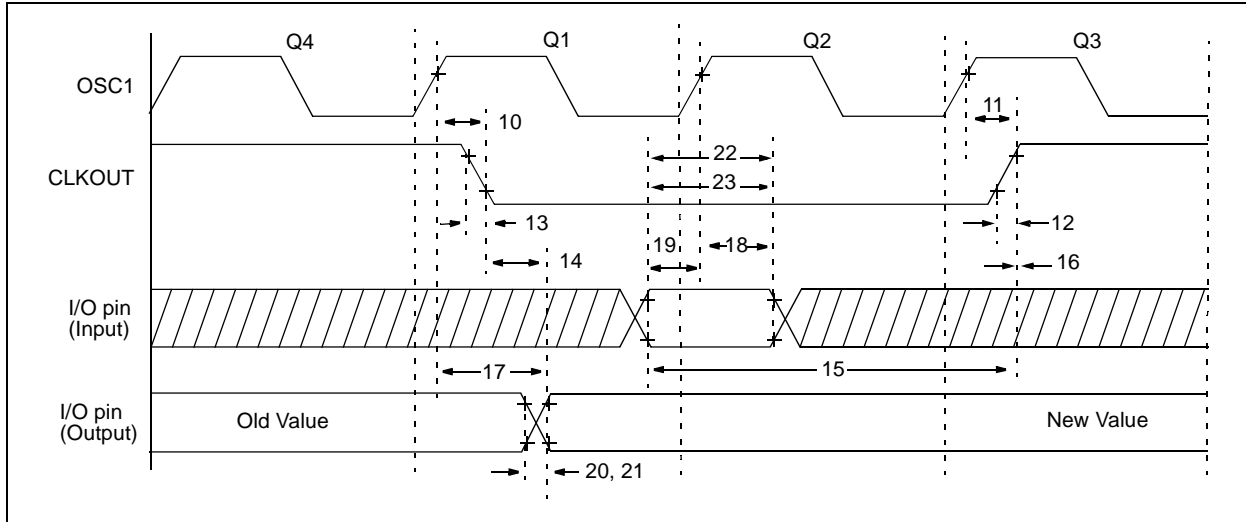 Q4 Q1 Q2 Q3
OSC1
10 11
22
CLKOUT
23
13 12
19 18
14 16
I/O pin
(Input)
17 15
I/O pin
(Output)
Old Value New Value
20, 21